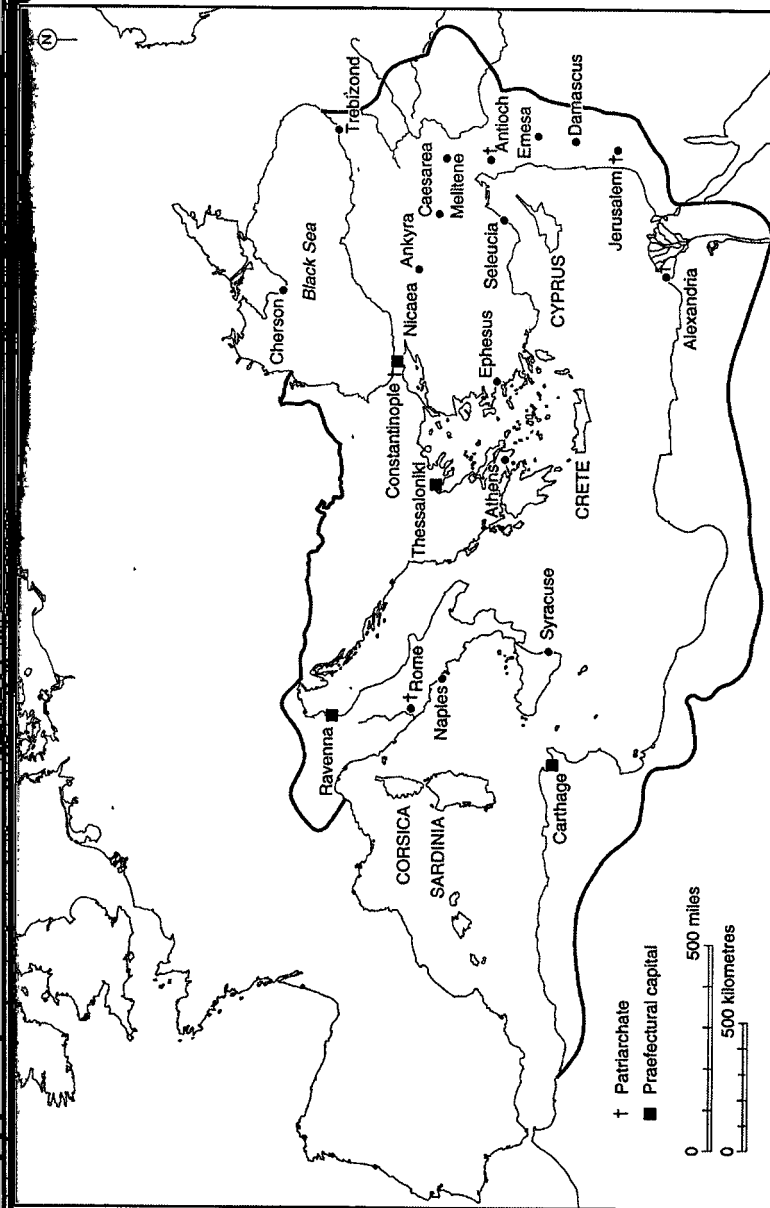 N
Black Sea
Cherson
Trebizond
Constantinople †
Nicaea
Ankyra
Caesarea
Melitene
Thessaloniki
Athens
Ephesus
Seleucia
† Antioch
Emesa
Damascus
Jerusalem †
CYPRUS
CRETE
Alexandria
†
Ravenna
† Rome
Naples
CORSICA
SARDINIA
Syracuse
Carthage
† Patriarchate
■ Praefectural capital
0 500 miles
0 500 kilometres